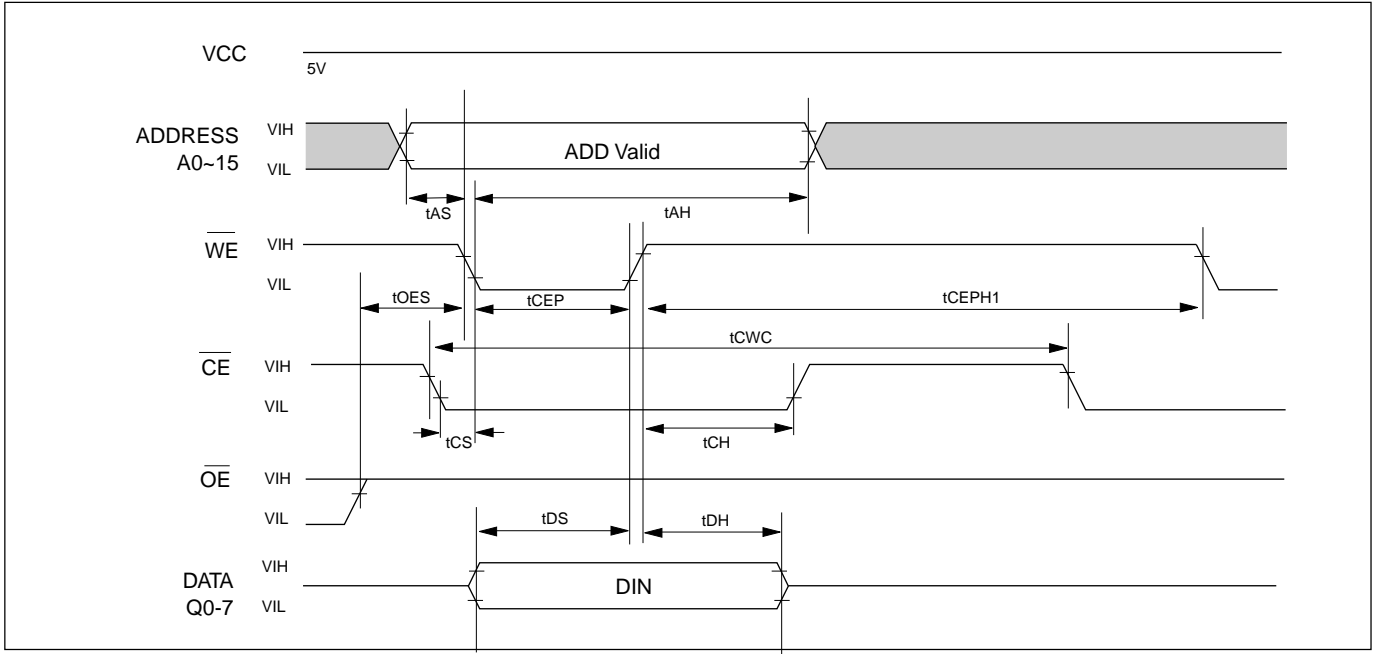 VCC
5V
ADDRESS
A0~15
VIH
VIL
ADD Valid
tAS
tAH
WE
VIH
VIL
tOES
tCEP
tCEPH1
tCWC
CE
VIH
VIL
tCS
tCH
OE
VIH
VIL
tDS
tDH
DATA
Q0-7
VIH
VIL
DIN